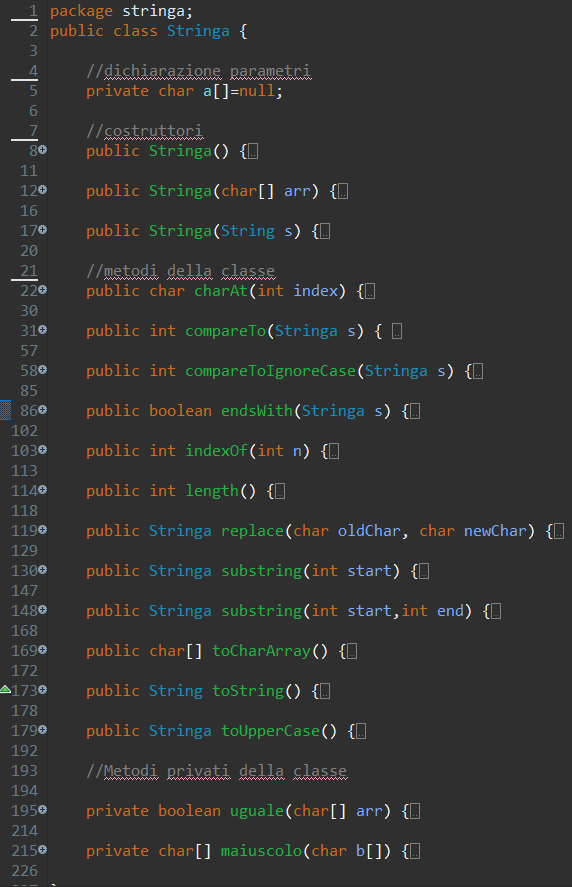 1 package stringa;
2 public class Stringa {
3
4 //dichiarazione parametri
5 private char a[]=null;
6
7 //costruttori
8 public Stringa() {
11
12 public Stringa(char[] arr) {
16
17 public Stringa(String s) {
20
21 //metodi della classe
22 public char charAt(int index) {
30
31 public int compareTo(Stringa s) {
57
58 public int compareToIgnoreCase(Stringa s) {
85
86 public boolean endsWith(Stringa s) {
102
103 public int indexOf(int n) {
113
114 public int length() {
118
119 public Stringa replace(char oldChar, char newChar) {
129
130 public Stringa substring(int start) {
147
148 public Stringa substring(int start,int end) {
168
169 public char[] toCharArray() {
172
173 public String toString() {
178
179 public Stringa toUpperCase() {
192
193 //Metodi privati della classe
194
195 private boolean uguale(char[] arr) {
214
215 private char[] maiuscolo(char b[]) {
226